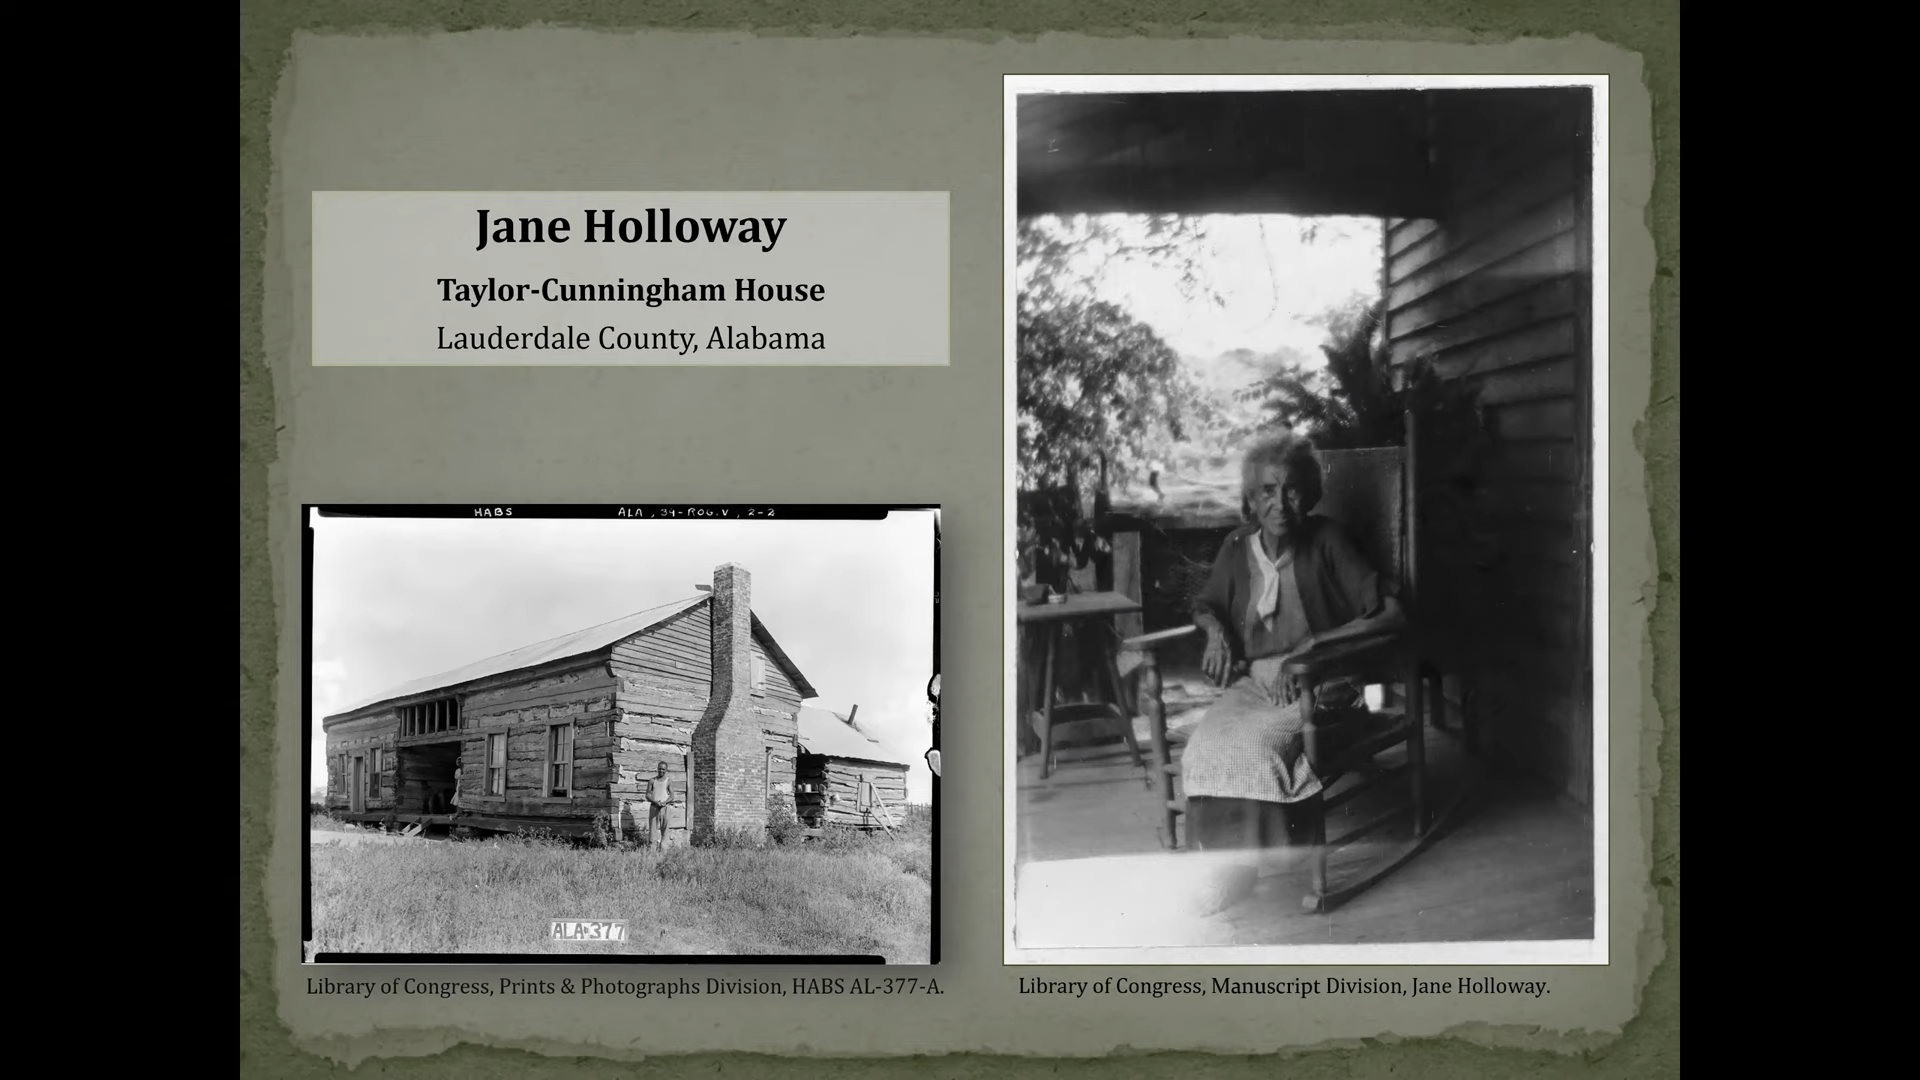 Jane Holloway
Taylor-Cunningham House
Lauderdale County, Alabama
HABS ALA, 39-ROG.V, 2-2
ALA-377
Library of Congress, Prints & Photographs Division, HABS AL-377-A.
Library of Congress, Manuscript Division, Jane Holloway.